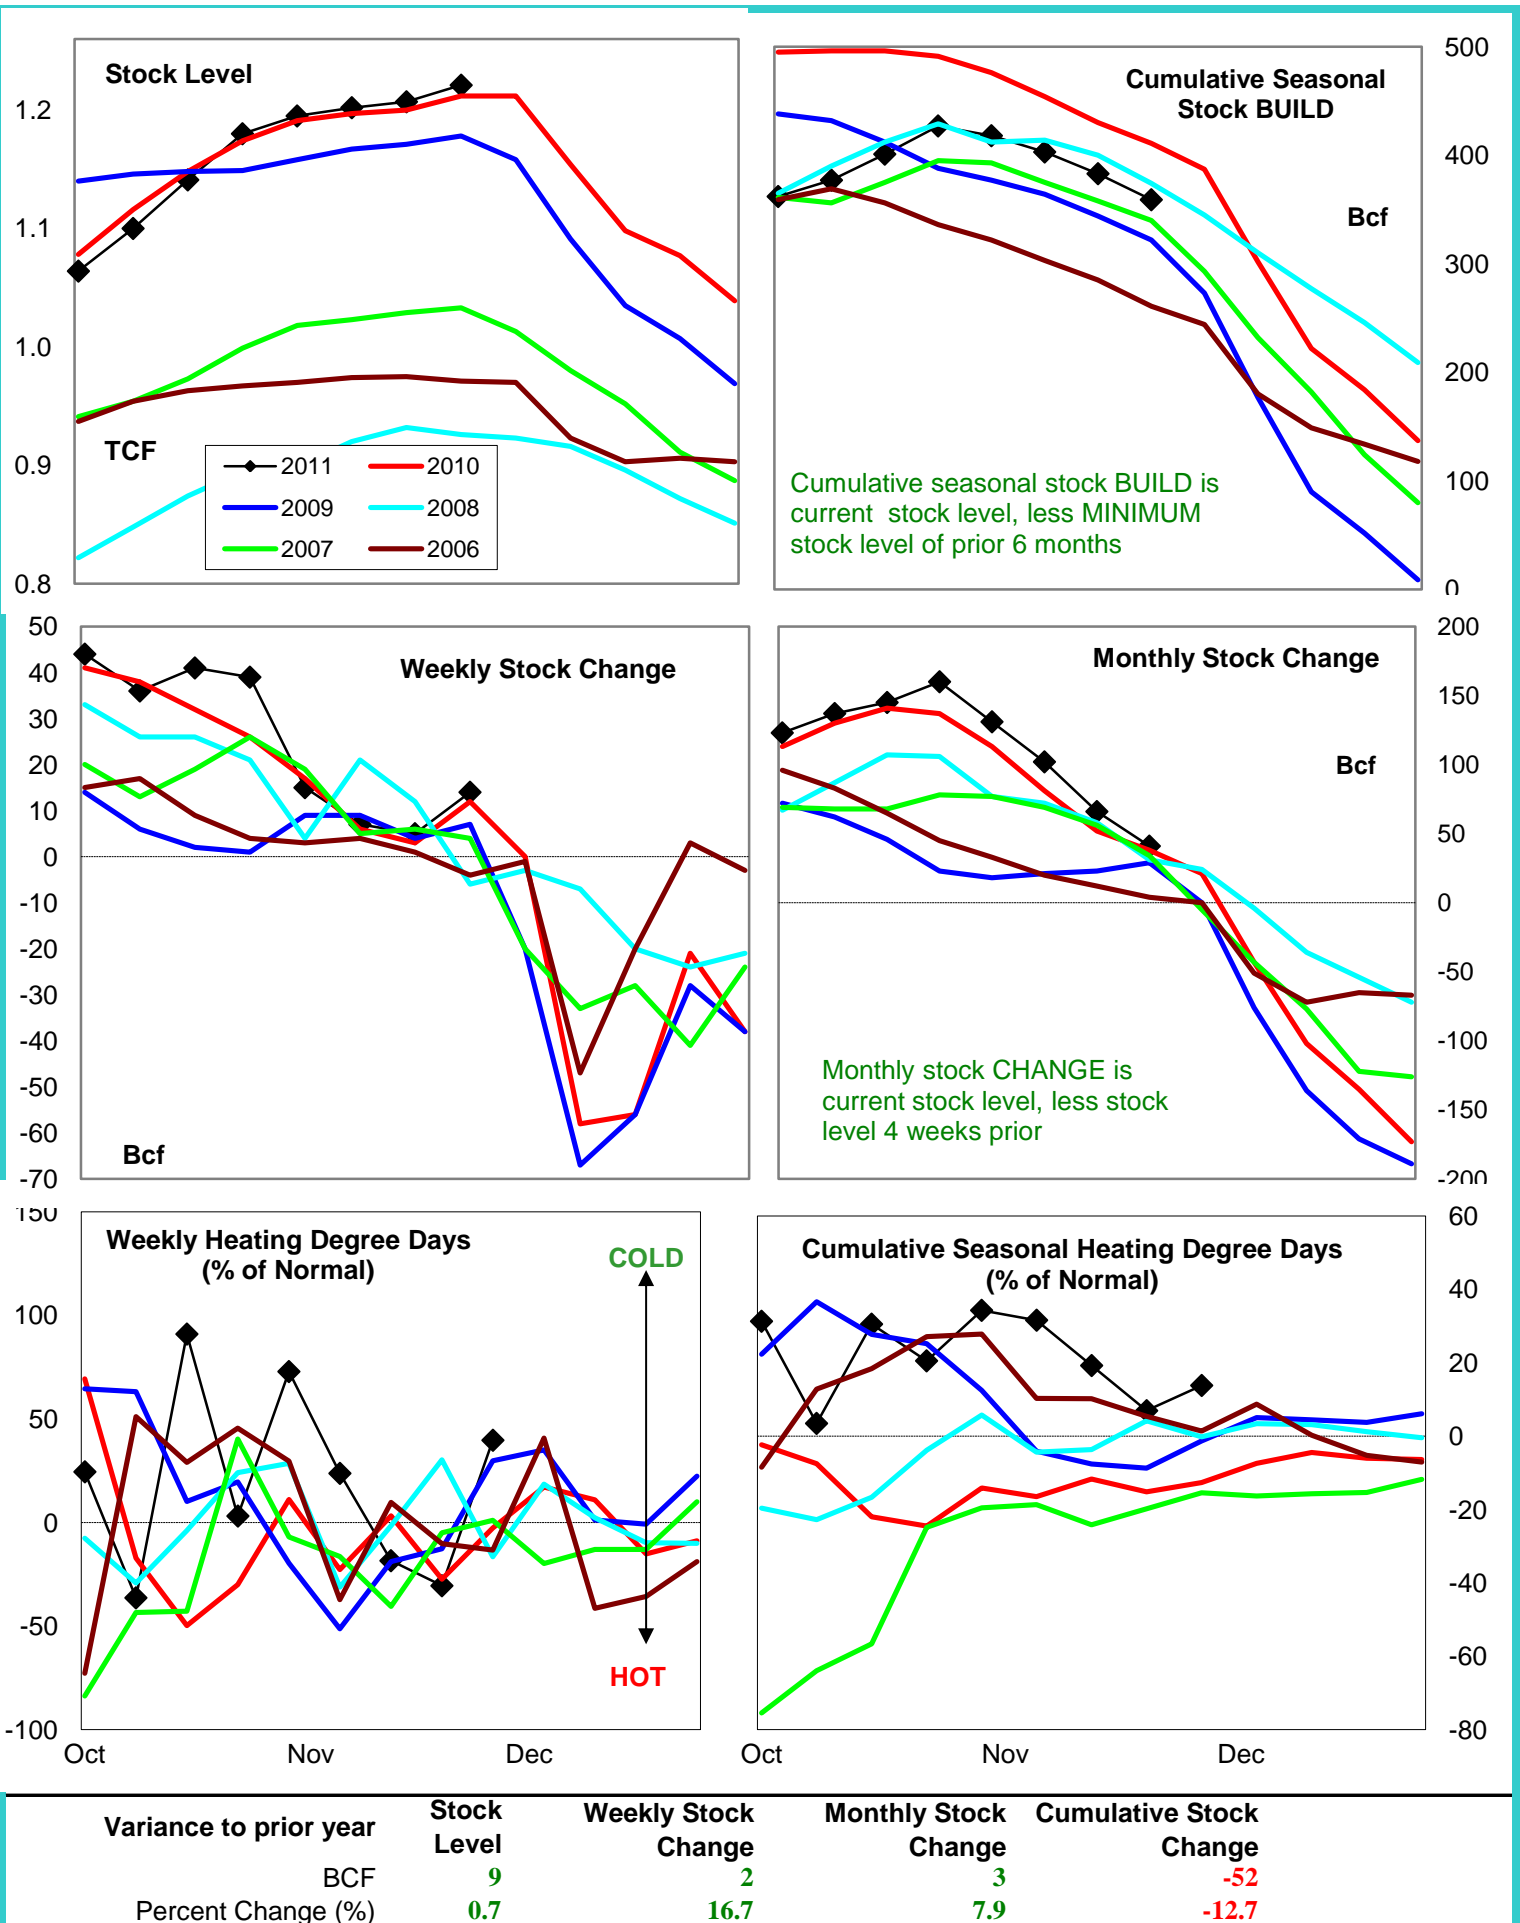 Stock Level
1.2
1.1
1.0
0.9
0.8
TCF
2011 2010
2009 2008
2007 2006
Cumulative Seasonal
Stock BUILD
Bcf
500
400
300
200
100
0
Cumulative seasonal stock BUILD is
current stock level, less MINIMUM
stock level of prior 6 months
Weekly Stock Change
50
40
30
20
10
0
-10
-20
-30
-40
-50
-60
-70
Bcf
Monthly Stock Change
Bcf
200
150
100
50
0
-50
-100
-150
-200
Monthly stock CHANGE is
current stock level, less stock
level 4 weeks prior
Weekly Heating Degree Days
(% of Normal)
COLD
HOT
150
100
50
0
-50
-100
Oct Nov Dec
Cumulative Seasonal Heating Degree Days
(% of Normal)
60
40
20
0
-20
-40
-60
-80
Oct Nov Dec
Variance to prior year
Stock
Level
Weekly Stock
Change
Monthly Stock
Change
Cumulative Stock
Change
BCF 9 2 3 -52
Percent Change (%) 0.7 16.7 7.9 -12.7